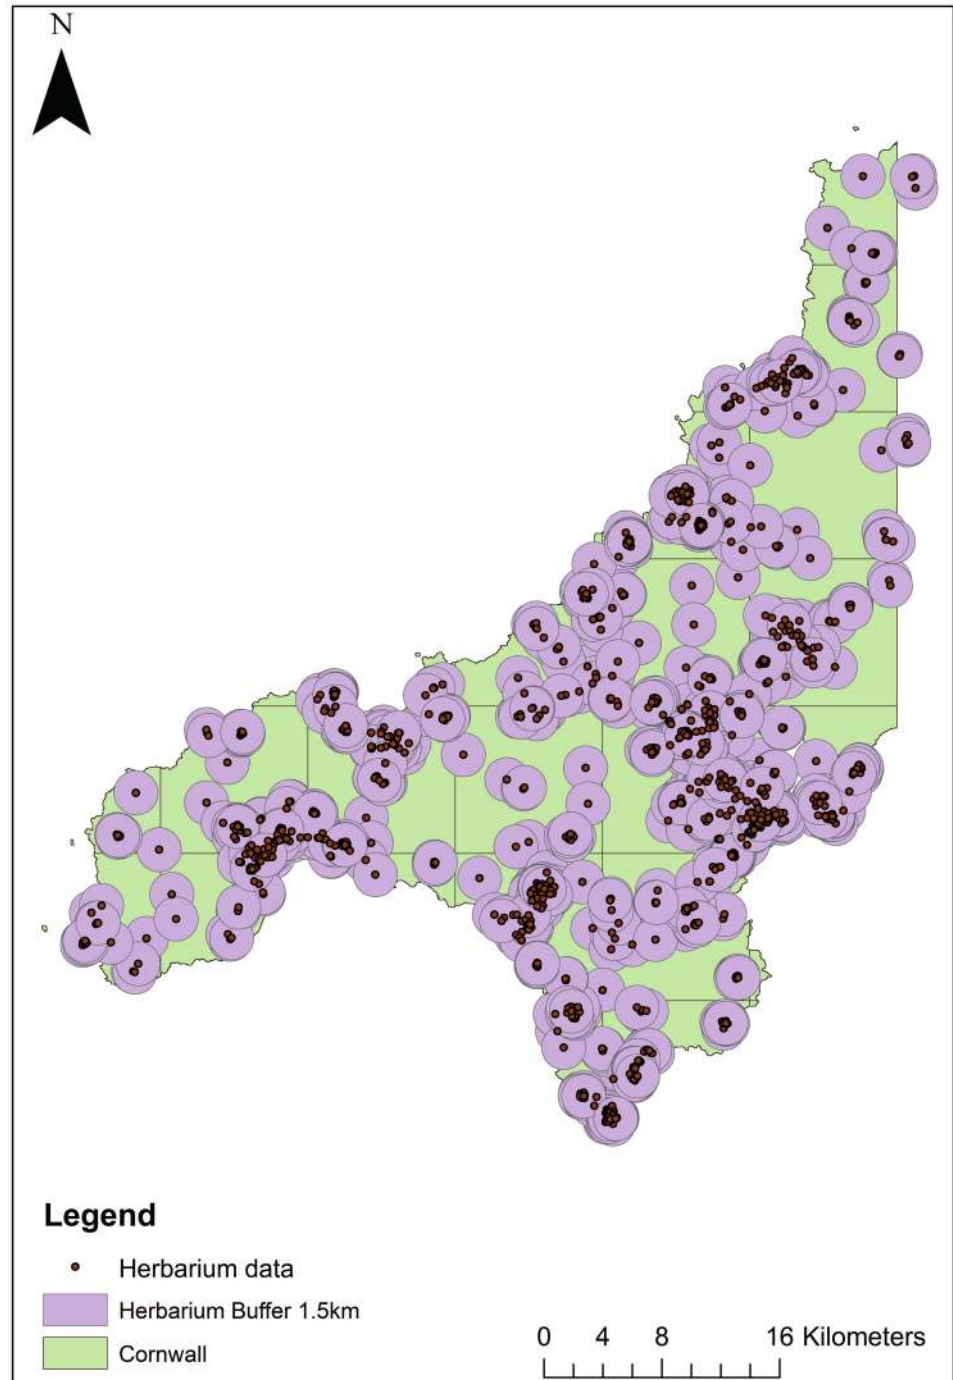 N
Legend
Herbarium data
Herbarium Buffer 1.5km
Cornwall
0 4 8 16 Kilometers